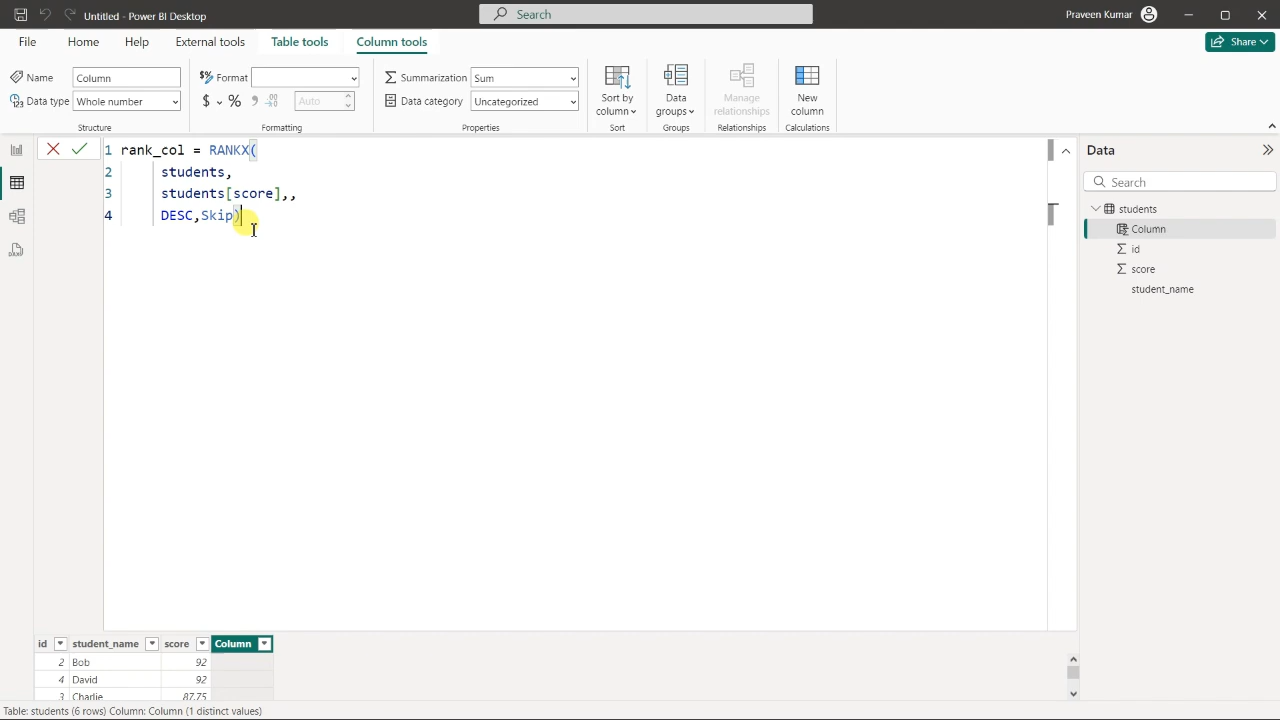 Untitled - Power BI Desktop
Search
Praveen Kumar
File Home Help External tools Table tools Column tools
Share
Name Column
Data type Whole number
Structure
Format
$ % 9 .00 Auto
Formatting
Summarization Sum
Data category Uncategorized
Properties
Sort by column
Sort
Data groups
Groups
Manage relationships
Relationships
New column
Calculations
1 rank_col = RANKX(
2 students,
3 students[score],,
4 DESC,Skip)
Data
Search
students
Column
id
score
student_name
id student_name score Column
2 Bob 92
4 David 92
3 Charlie 87.75
Table: students (6 rows) Column: Column (1 distinct values)